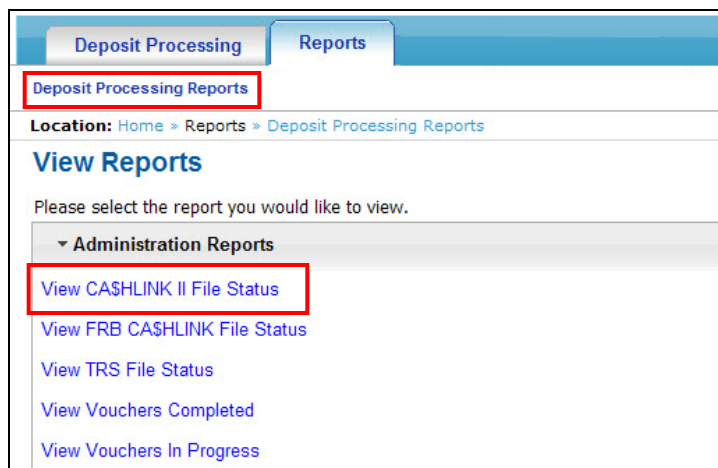 Deposit Processing Reports
Deposit Processing Reports
Location: Home » Reports » Deposit Processing Reports
View Reports
Please select the report you would like to view.
Administration Reports
View CA$HLINK II File Status
View FRB CA$HLINK File Status
View TRS File Status
View Vouchers Completed
View Vouchers In Progress